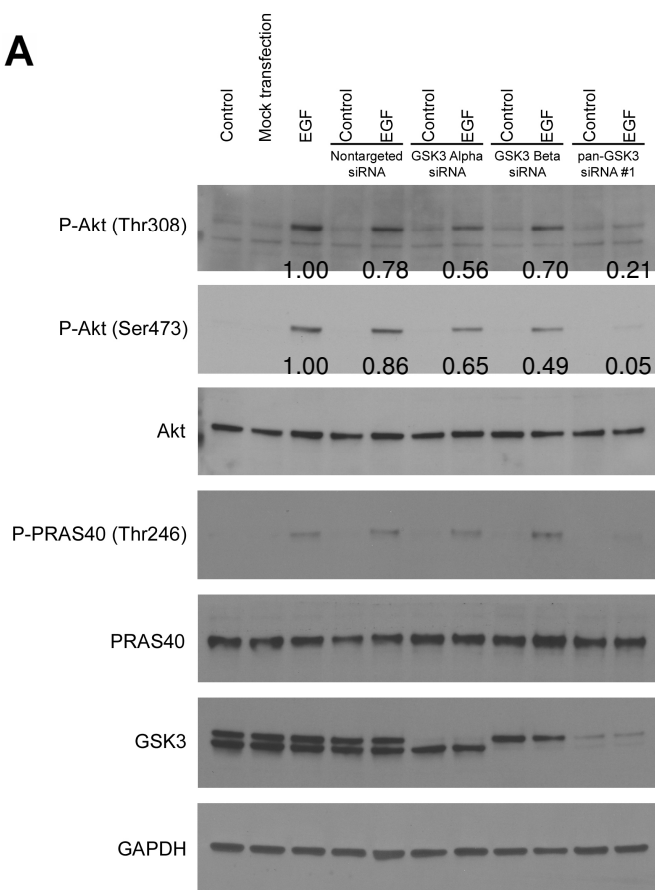 A
Control
Mock transfection
EGF
Control
EGF
Control
EGF
Control
EGF
Control
EGF
Nontargeted
siRNA
GSK3 Alpha
siRNA
GSK3 Beta
siRNA
pan-GSK3
siRNA #1
P-Akt (Thr308)
1.00 0.78 0.56 0.70 0.21
P-Akt (Ser473)
1.00 0.86 0.65 0.49 0.05
Akt
P-PRAS40 (Thr246)
PRAS40
GSK3
GAPDH